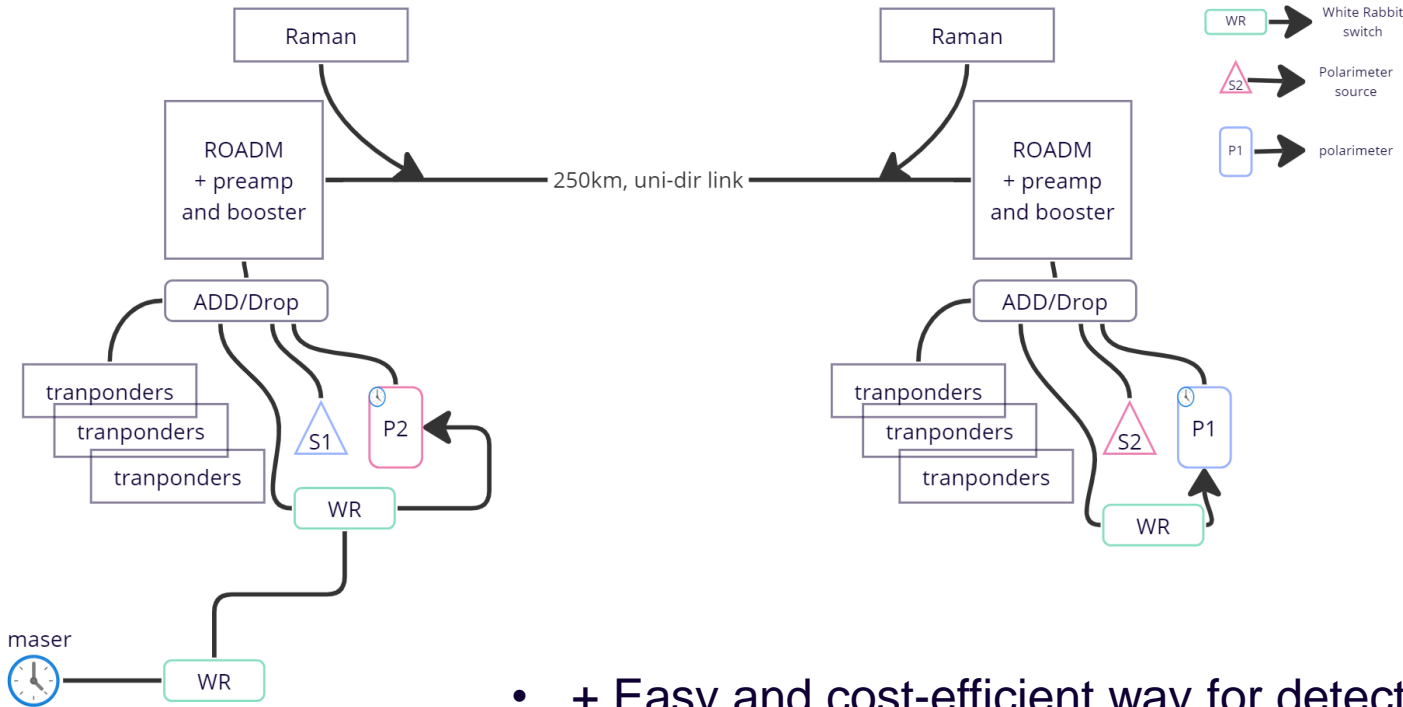 Raman
Raman
WR
White Rabbit
switch
S2
Polarimeter
source
P1
polarimeter
ROADM
+ preamp
and booster
250km, uni-dir link
ROADM
+ preamp
and booster
ADD/Drop
ADD/Drop
tranponders
tranponders
tranponders
S1
P2
WR
tranponders
tranponders
tranponders
S2
P1
WR
maser
WR
• + Easy and cost-efficient way for detect